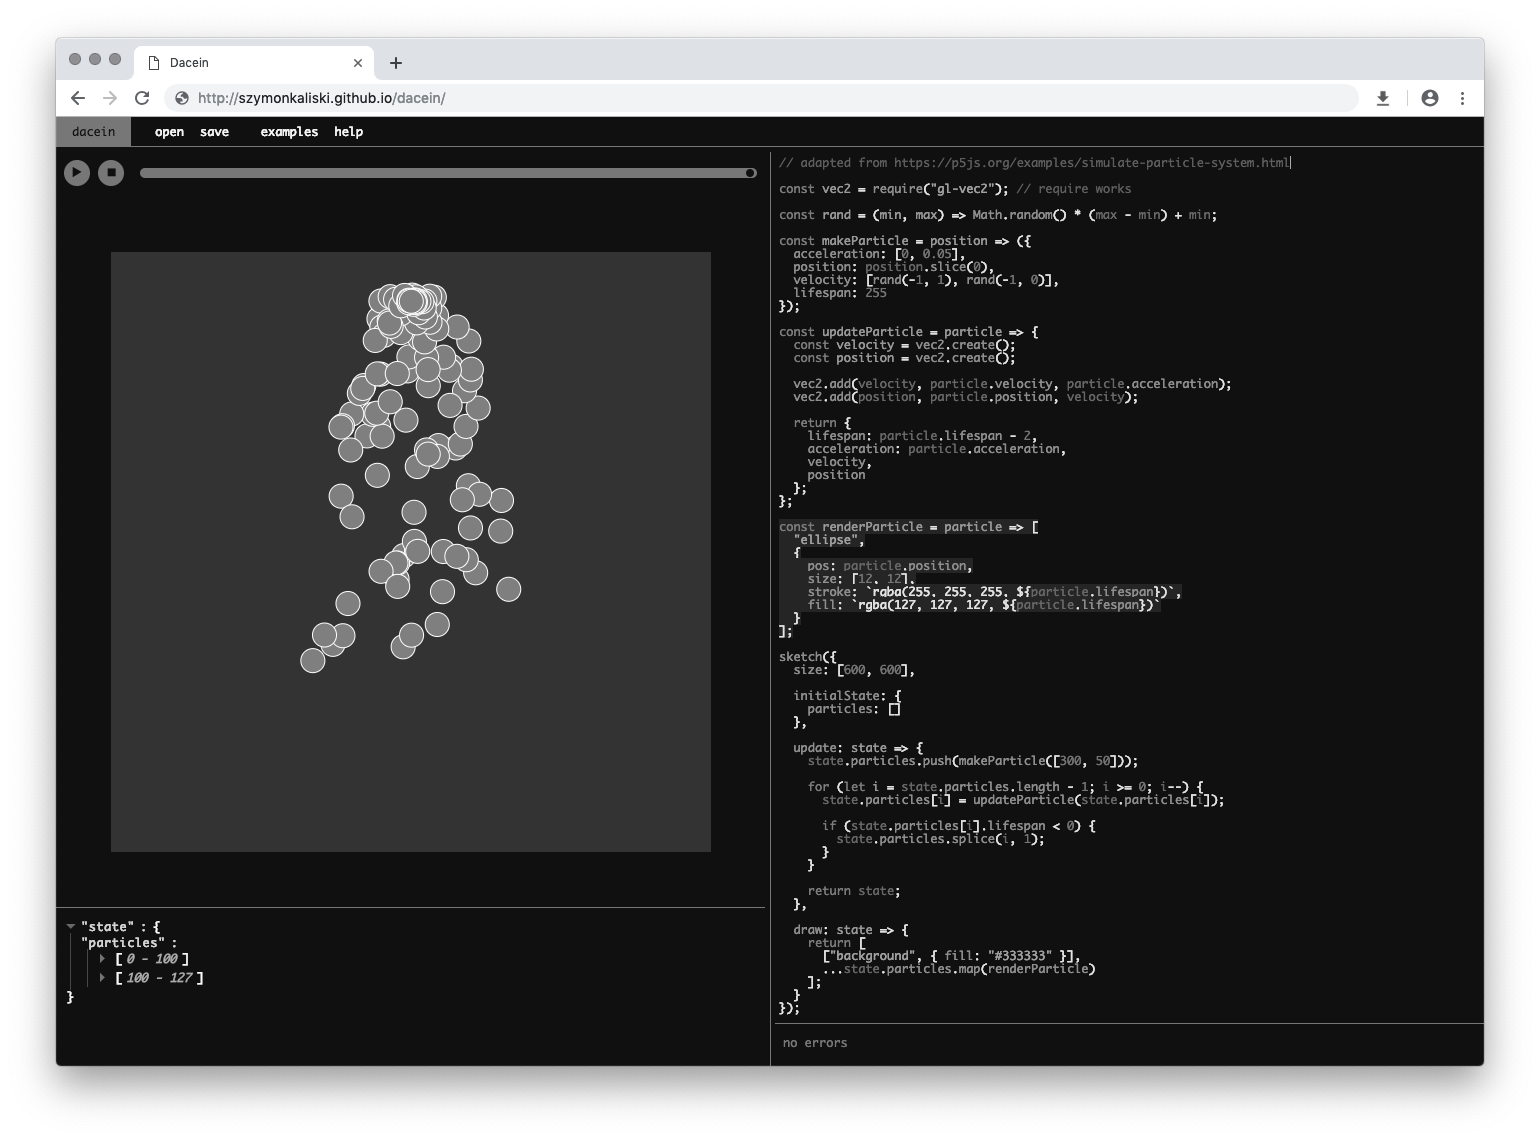 Dacein
http://szymonkaliski.github.io/dacein/
dacein open save examples help
// adapted from https://p5js.org/examples/simulate-particle-system.html
const vec2 = require("gl-vec2"); // require works
const rand = (min, max) => Math.random() * (max - min) + min;
const makeParticle = position => ({
acceleration: [0, 0.05],
position: position.slice(0),
velocity: [rand(-1, 1), rand(-1, 0)],
lifespan: 255
});
const updateParticle = particle => {
const velocity = vec2.create();
const position = vec2.create();
vec2.add(velocity, particle.velocity, particle.acceleration);
vec2.add(position, particle.position, velocity);
return {
lifespan: particle.lifespan - 2,
acceleration: particle.acceleration,
velocity,
position
};
};
const renderParticle = particle => [
"ellipse",
{
pos: particle.position,
size: [12, 12],
stroke: `rgba(255, 255, 255, ${particle.lifespan})`,
fill: `rgba(127, 127, 127, ${particle.lifespan})`
}
];
sketch({
size: [600, 600],
initialState: {
particles: []
},
update: state => {
state.particles.push(makeParticle([300, 50]));
for (let i = state.particles.length - 1; i >= 0; i--) {
state.particles[i] = updateParticle(state.particles[i]);
if (state.particles[i].lifespan < 0) {
state.particles.splice(i, 1);
}
}
return state;
},
draw: state => {
return [
["background", { fill: "#333333" }],
...state.particles.map(renderParticle)
];
}
});
no errors
"state" : {
"particles" :
[ 0 - 100 ]
[ 100 - 127 ]
}